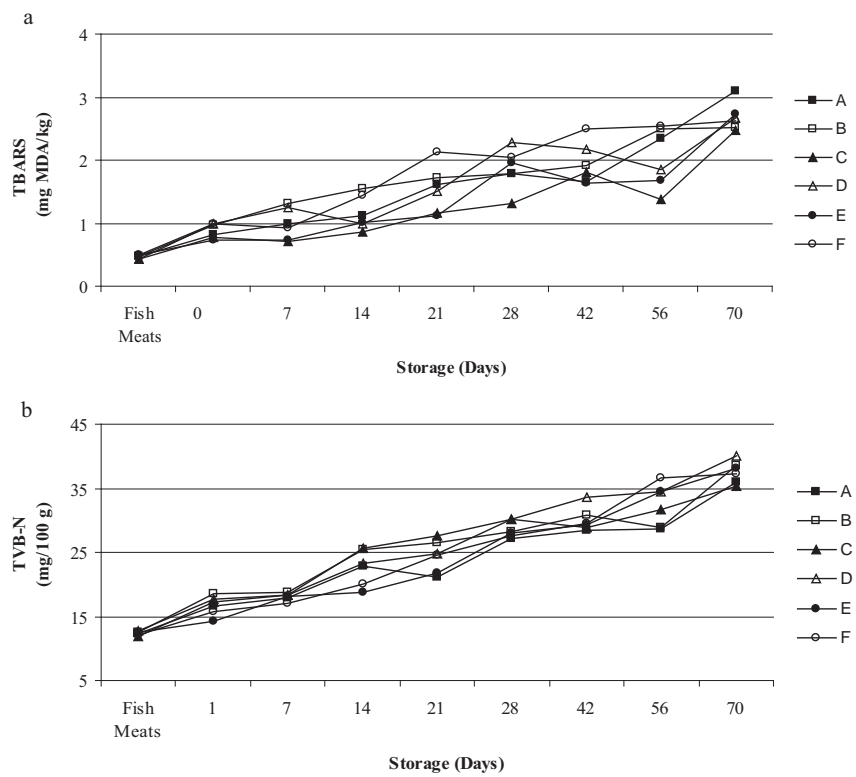 a
TBARS
(mg MDA/kg)
4
3
2
1
0
Fish Meats 0 7 14 21 28 42 56 70
Storage (Days)
A
B
C
D
E
F
b
TVB-N
(mg/100 g)
45
35
25
15
5
Fish Meats 1 7 14 21 28 42 56 70
Storage (Days)
A
B
C
D
E
F